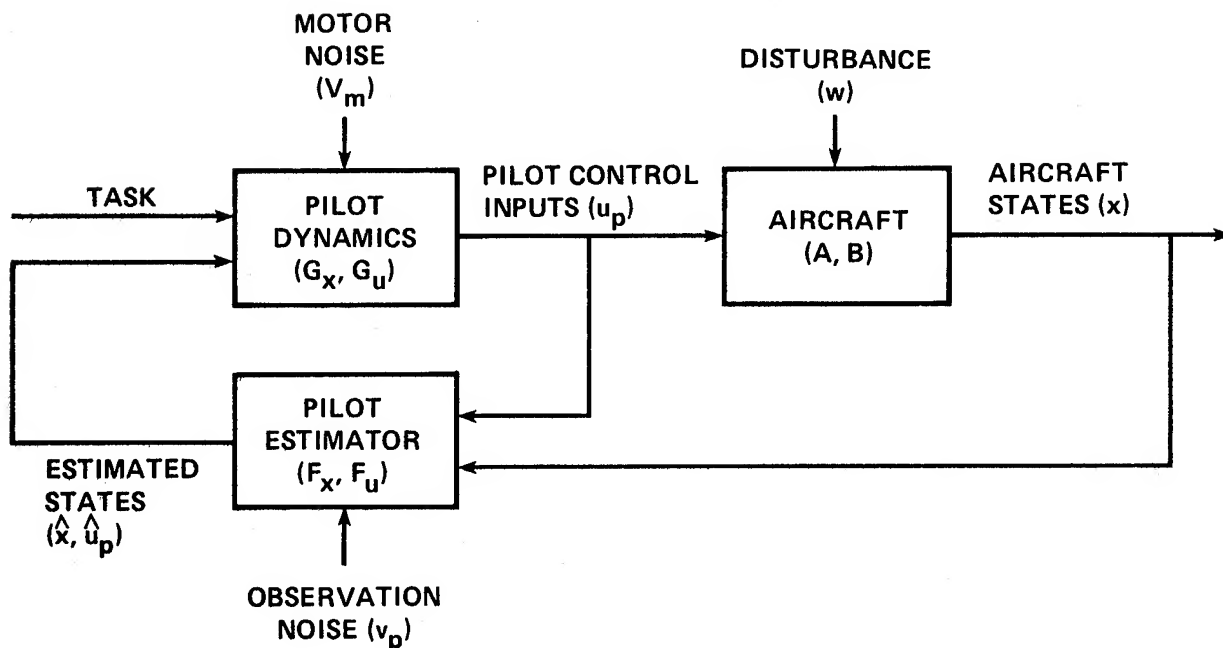 MOTOR
NOISE
(V_m)
DISTURBANCE
(w)
TASK
PILOT
DYNAMICS
(G_x, G_u)
PILOT CONTROL
INPUTS (u_p)
AIRCRAFT
(A, B)
AIRCRAFT
STATES (x)
PILOT
ESTIMATOR
(F_x, F_u)
ESTIMATED
STATES
(x̂, û_p)
OBSERVATION
NOISE (v_p)